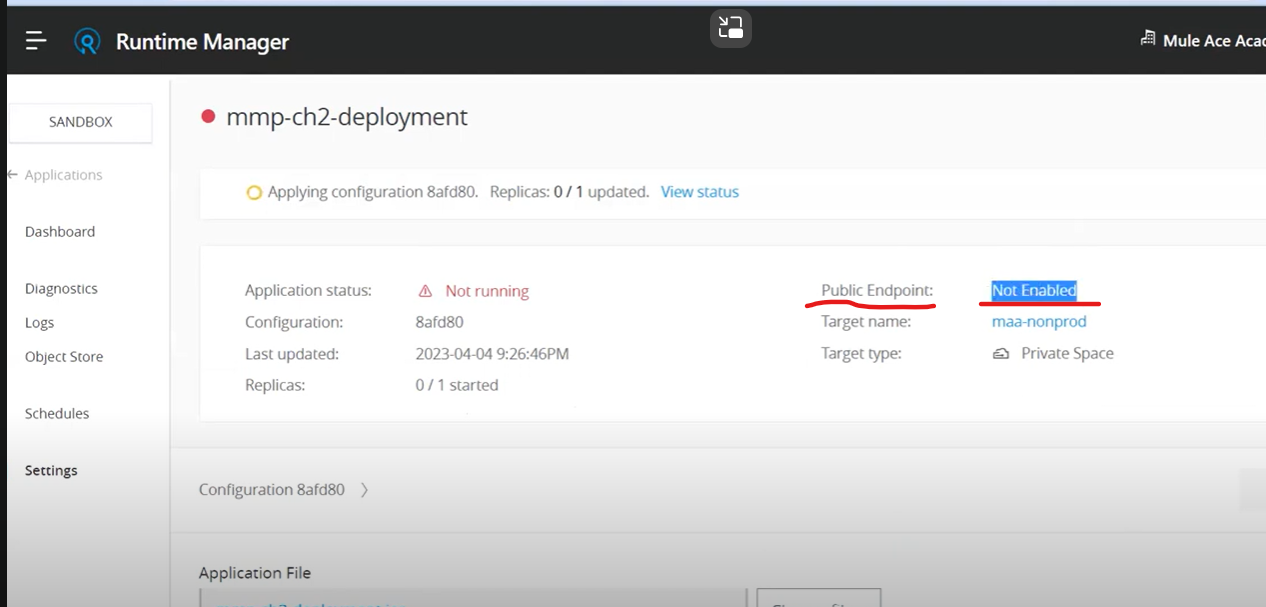 Runtime Manager
Mule Ace
SANDBOX
mmp-ch2-deployment
Applications
Applying configuration 8afd80. Replicas: 0 / 1 updated. View status
Dashboard
Diagnostics
Logs
Object Store
Schedules
Settings
Application status: Not running
Configuration: 8afd80
Last updated: 2023-04-04 9:26:46PM
Replicas: 0 / 1 started
Public Endpoint: Not Enabled
Target name: maa-nonprod
Target type: Private Space
Configuration 8afd80
Application File